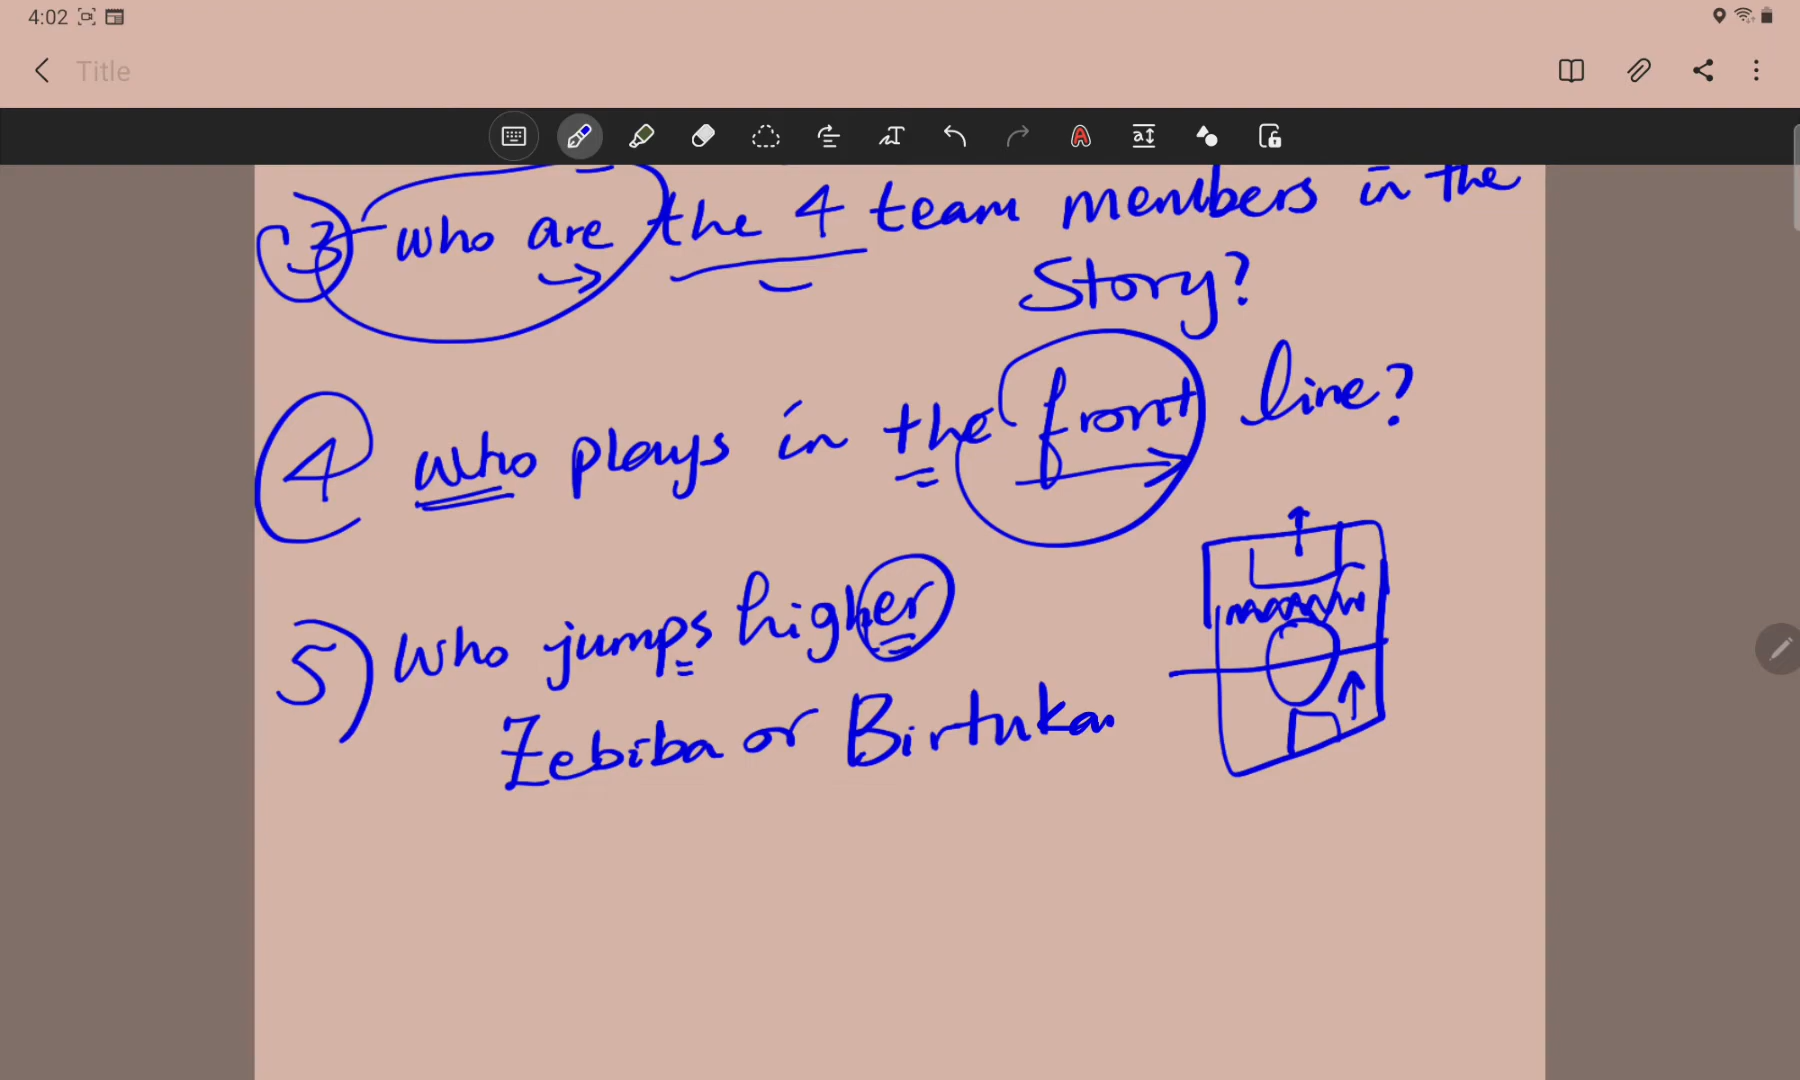 4:02
Title
3 who are the 4 team members in the
Story?
4 who plays in the front line?
5) Who jumps higher
Zebiba or Birtukan